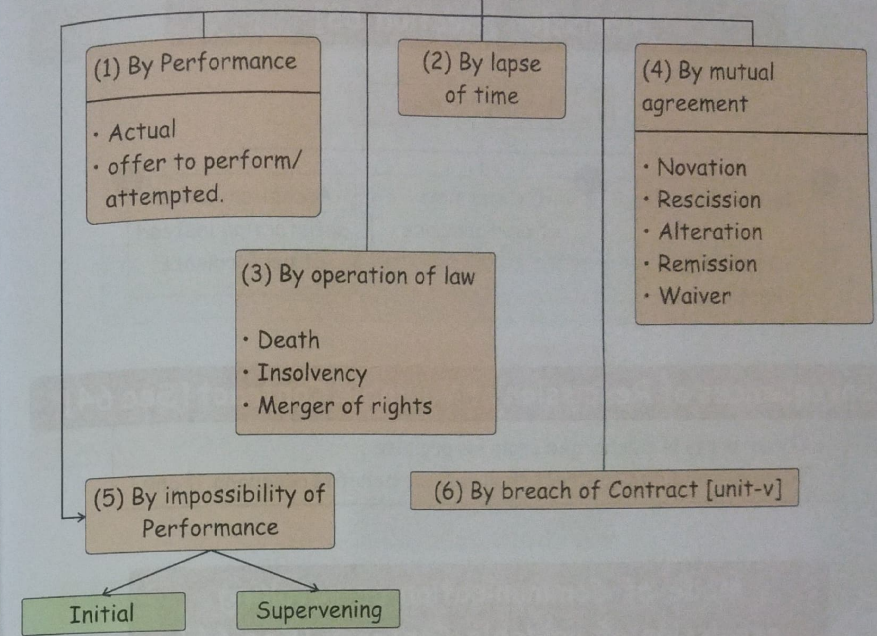 (1) By Performance
• Actual
• offer to perform/
attempted.
(2) By lapse
of time
(3) By operation of law
• Death
• Insolvency
• Merger of rights
(4) By mutual
agreement
• Novation
• Rescission
• Alteration
• Remission
• Waiver
(5) By impossibility of
Performance
Initial
Supervening
(6) By breach of Contract [unit-v]